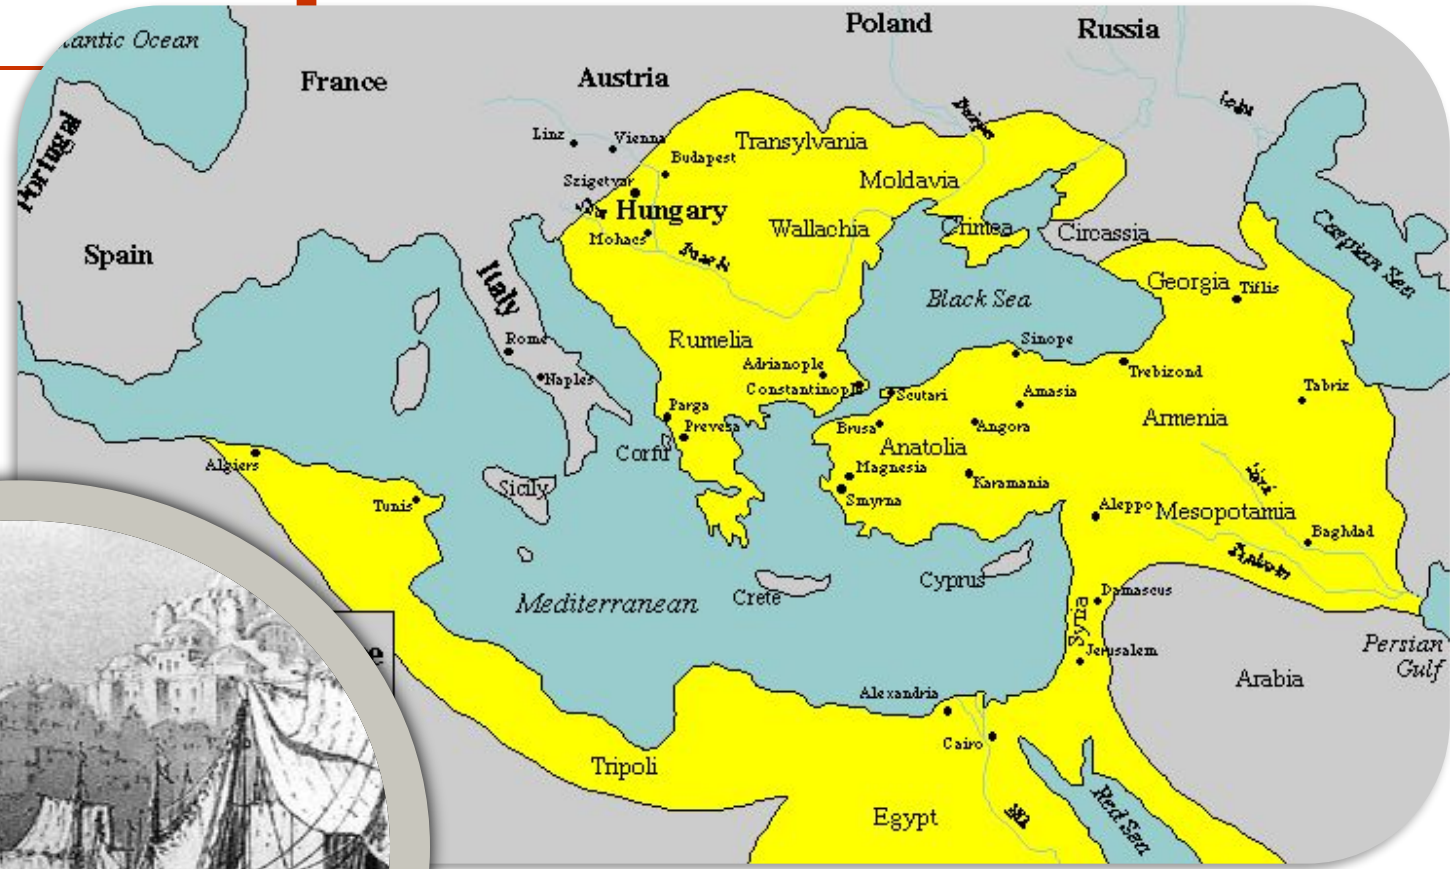 Poland
Russia
tantic Ocean
France
Austria
Linz
Vienna
Transylvania
Budapest
Portugal
Szigetvar
Moldavia
Hungary
Wallachia
Crimea
Circassia
Mohacs
Spain
Italy
Caspian Sea
Georgia
Tiflis
Black Sea
Rome
Rumelia
Sinope
Naples
Adrianople
Constantinople
Scutari
Trebizond
Tabriz
Amasia
Parga
Prevesa
Brusa
Angora
Armenia
Corfu
Anatolia
Algiers
Magnesia
Karamania
Sicily
Tunis
Smyrna
Aleppo
Mesopotamia
Baghdad
Mediterranean
Crete
Cyprus
Damascus
Syria
Jerusalem
Persian
Gulf
e
Alexandria
Arabia
Cairo
Tripoli
Egypt
Red Sea